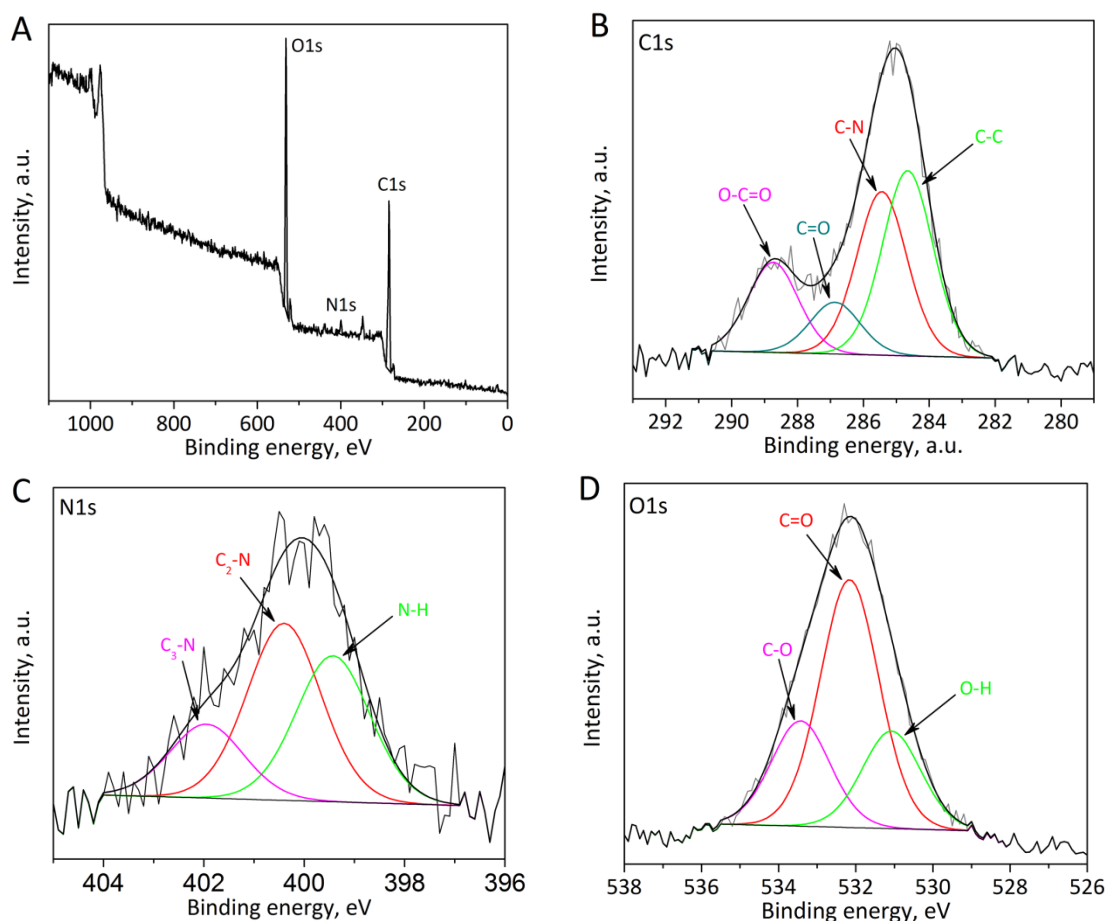 A
O1s
C1s
N1s
Intensity, a.u.
1000 800 600 400 200 0
Binding energy, eV
B
C1s
C-N
C-C
O-C=O
C=O
Intensity, a.u.
292 290 288 286 284 282 280
Binding energy, a.u.
C
N1s
C₂-N
N-H
C₃-N
Intensity, a.u.
404 402 400 398 396
Binding energy, eV
D
O1s
C=O
C-O
O-H
Intensity, a.u.
538 536 534 532 530 528 526
Binding energy, eV